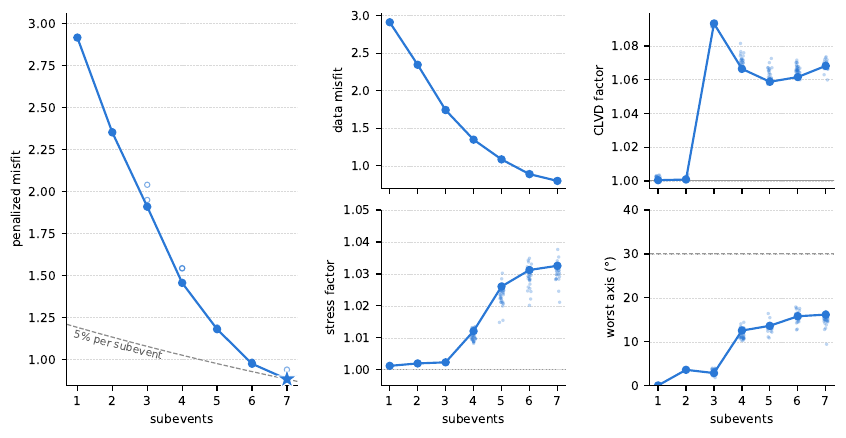 penalized misfit
3.00
2.75
2.50
2.25
2.00
1.75
1.50
1.25
1.00
5% per subevent
1 2 3 4 5 6 7
subevents
data misfit
3.0
2.5
2.0
1.5
1.0
CLVD factor
1.08
1.06
1.04
1.02
1.00
stress factor
1.05
1.04
1.03
1.02
1.01
1.00
1 2 3 4 5 6 7
subevents
worst axis (°)
40
30
20
10
0
1 2 3 4 5 6 7
subevents